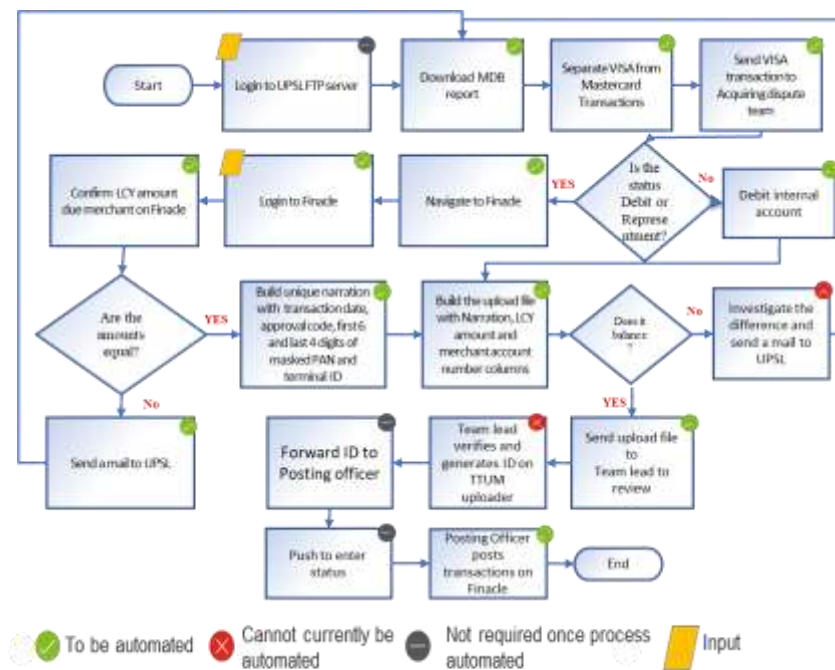 Start
Login to UPSL FTP server
Download MDB
report
Separate VISA from
Mastercard
Transactions
Send VISA
transaction to
Acquiring dispute
team
Confirm LCY amount
due merchant on Finacle
Login to Finacle
Navigate to Finacle
YES
Is the
status
Debit or
Represe
ntment?
No
Debit internal
account
Are the
amounts
equal?
YES
Build unique narration
with transaction date,
approval code, first 6
and last 4 digits of
masked PAN and
terminal ID
Build the upload file
with Narration, LCY
amount and
merchant account
number columns
Does it
balance
?
No
Investigate the
difference and
send a mail to
UPSL
No
YES
Send a mail to UPSL
Forward ID to
Posting officer
Team lead
verifies and
generates ID on
TTUM
uploader
Send upload file
to
Team lead to
review
Push to enter
status
Posting Officer
posts
transactions on
Finacle
End
To be automated
Cannot currently be
automated
Not required once process
automated
Input